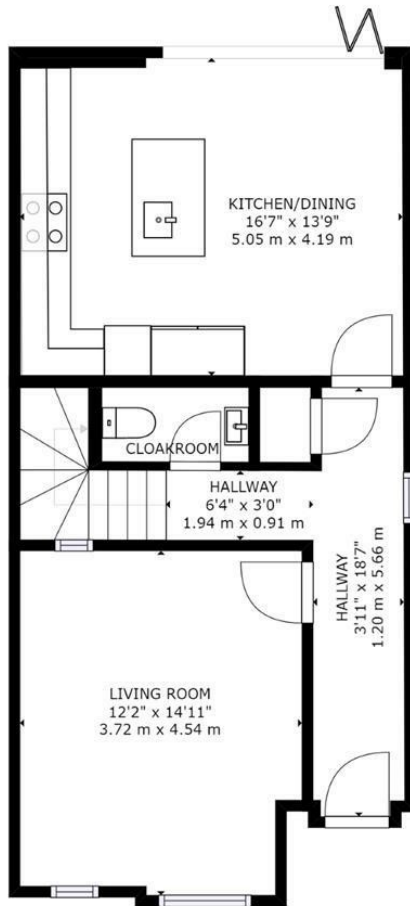 KITCHEN/DINING
16'7" x 13'9"
5.05 m x 4.19 m
CLOAKROOM
HALLWAY
6'4" x 3'0"
1.94 m x 0.91 m
HALLWAY
3'11" x 18'7"
1.20 m x 5.66 m
LIVING ROOM
12'2" x 14'11"
3.72 m x 4.54 m